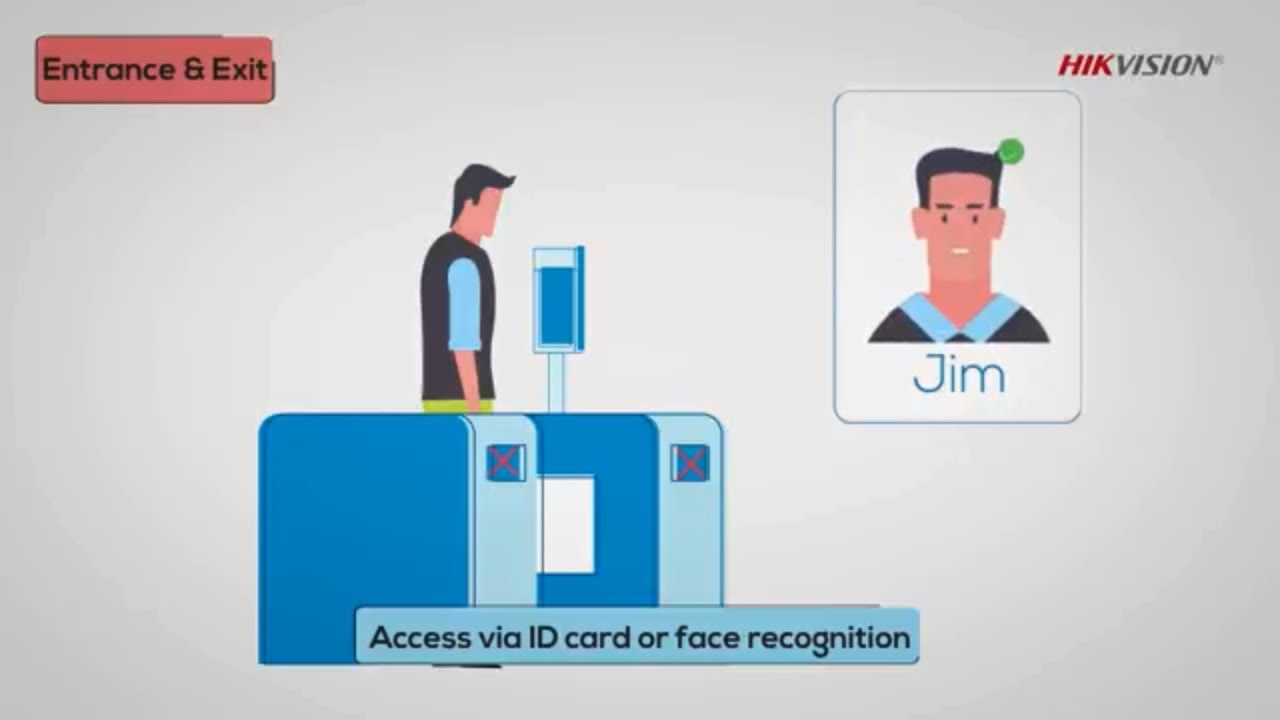 Entrance & Exit
HIKVISION®
Jim
Access via ID card or face recognition